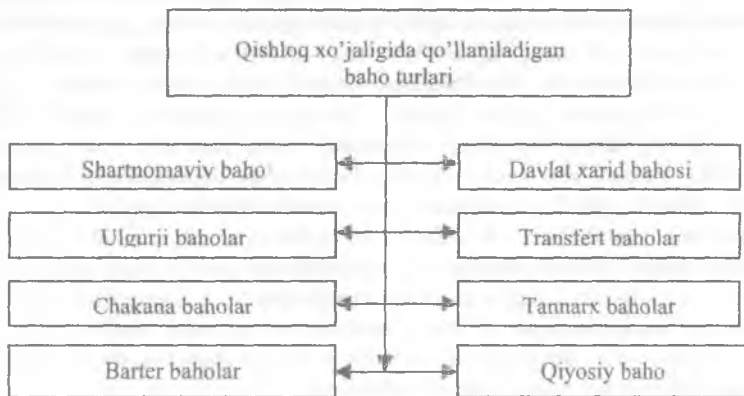 Qishloq xo'jaligida qo'llaniladigan
baho turlari
Shartnomaviv baho
Davlat xarid bahosi
Ulgurji baholar
Transfert baholar
Chakana baholar
Tannarx baholar
Barter baholar
Qiyosiy baho